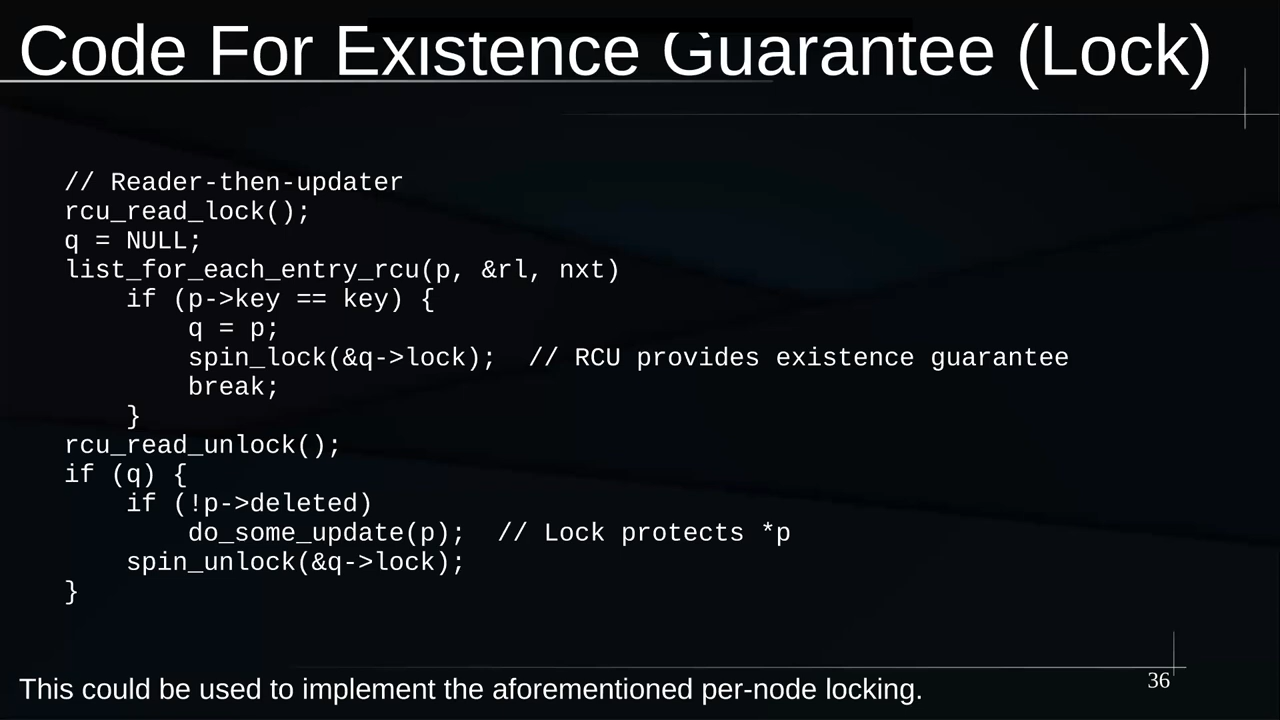 Code For Existence Guarantee (Lock)
// Reader-then-updater
rcu_read_lock();
q = NULL;
list_for_each_entry_rcu(p, &rl, nxt)
    if (p->key == key) {
        q = p;
        spin_lock(&q->lock);  // RCU provides existence guarantee
        break;
    }
rcu_read_unlock();
if (q) {
    if (!p->deleted)
        do_some_update(p);  // Lock protects *p
    spin_unlock(&q->lock);
}
This could be used to implement the aforementioned per-node locking.
36